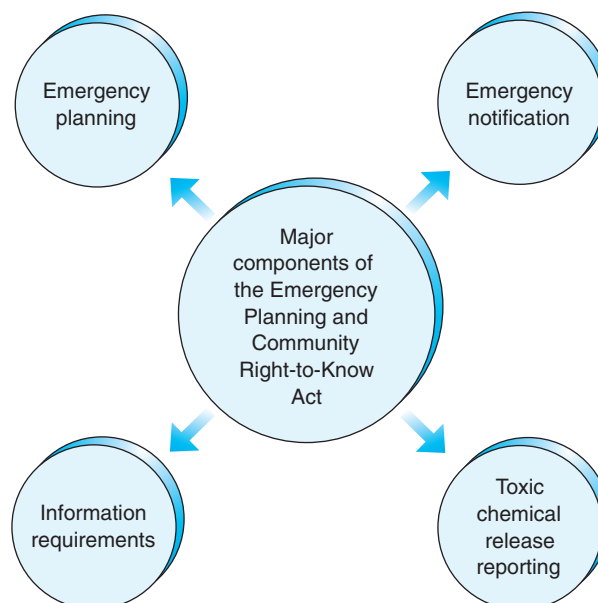 Emergency
planning
Emergency
notification
Major
components of
the Emergency
Planning and
Community
Right-to-Know
Act
Information
requirements
Toxic
chemical
release
reporting